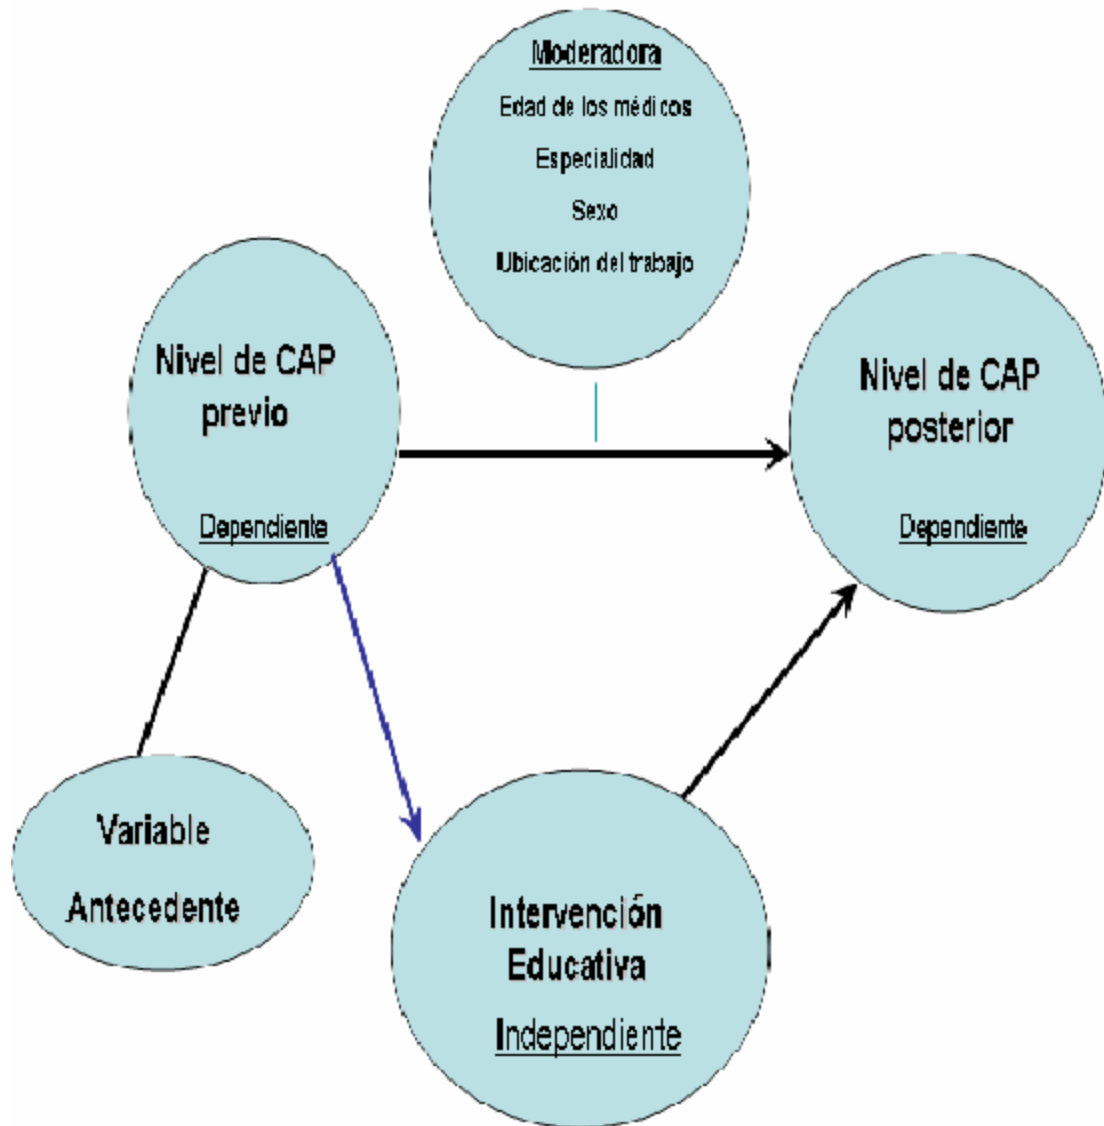 Moderadora
Edad de los médicos
Especialidad
Sexo
Ubicación del trabajo
Nivel de CAP
previo
Dependiente
Nivel de CAP
posterior
Dependiente
Variable
Antecedente
Intervención
Educativa
Independiente